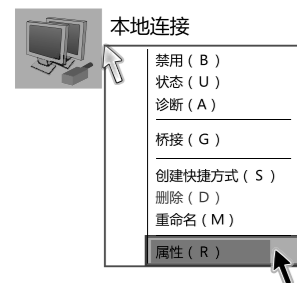 本地连接
禁用（B）
状态（U）
诊断（A）
桥接（G）
创建快捷方式（S）
删除（D）
重命名（M）
属性（R）